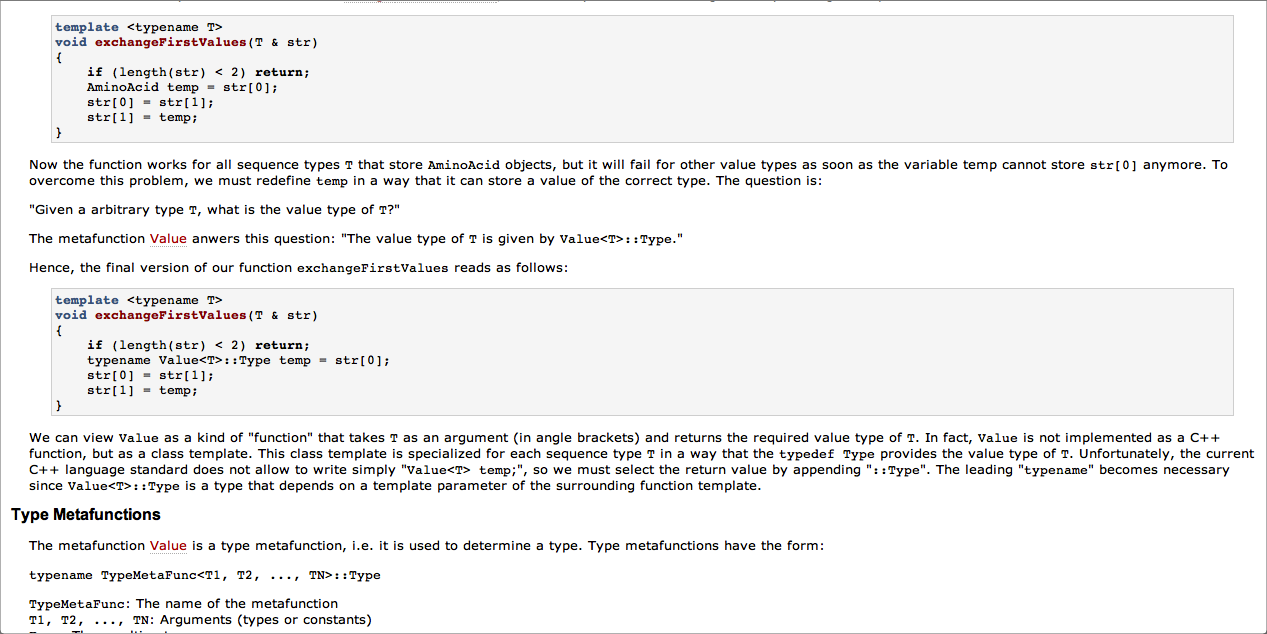 template <typename T>
void exchangeFirstValues(T & str)
{
    if (length(str) < 2) return;
    AminoAcid temp = str[0];
    str[0] = str[1];
    str[1] = temp;
}
Now the function works for all sequence types T that store AminoAcid objects, but it will fail for other value types as soon as the variable temp cannot store str[0] anymore. To
overcome this problem, we must redefine temp in a way that it can store a value of the correct type. The question is:
"Given a arbitrary type T, what is the value type of T?"
The metafunction Value anwers this question: "The value type of T is given by Value<T>::Type."
Hence, the final version of our function exchangeFirstValues reads as follows:
template <typename T>
void exchangeFirstValues(T & str)
{
    if (length(str) < 2) return;
    typename Value<T>::Type temp = str[0];
    str[0] = str[1];
    str[1] = temp;
}
We can view Value as a kind of "function" that takes T as an argument (in angle brackets) and returns the required value type of T. In fact, Value is not implemented as a C++
function, but as a class template. This class template is specialized for each sequence type T in a way that the typedef Type provides the value type of T. Unfortunately, the current
C++ language standard does not allow to write simply "Value<T> temp;", so we must select the return value by appending "::Type". The leading "typename" becomes necessary
since Value<T>::Type is a type that depends on a template parameter of the surrounding function template.
Type Metafunctions
The metafunction Value is a type metafunction, i.e. it is used to determine a type. Type metafunctions have the form:
typename TypeMetaFunc<T1, T2, ..., TN>::Type
TypeMetaFunc: The name of the metafunction
T1, T2, ..., TN: Arguments (types or constants)